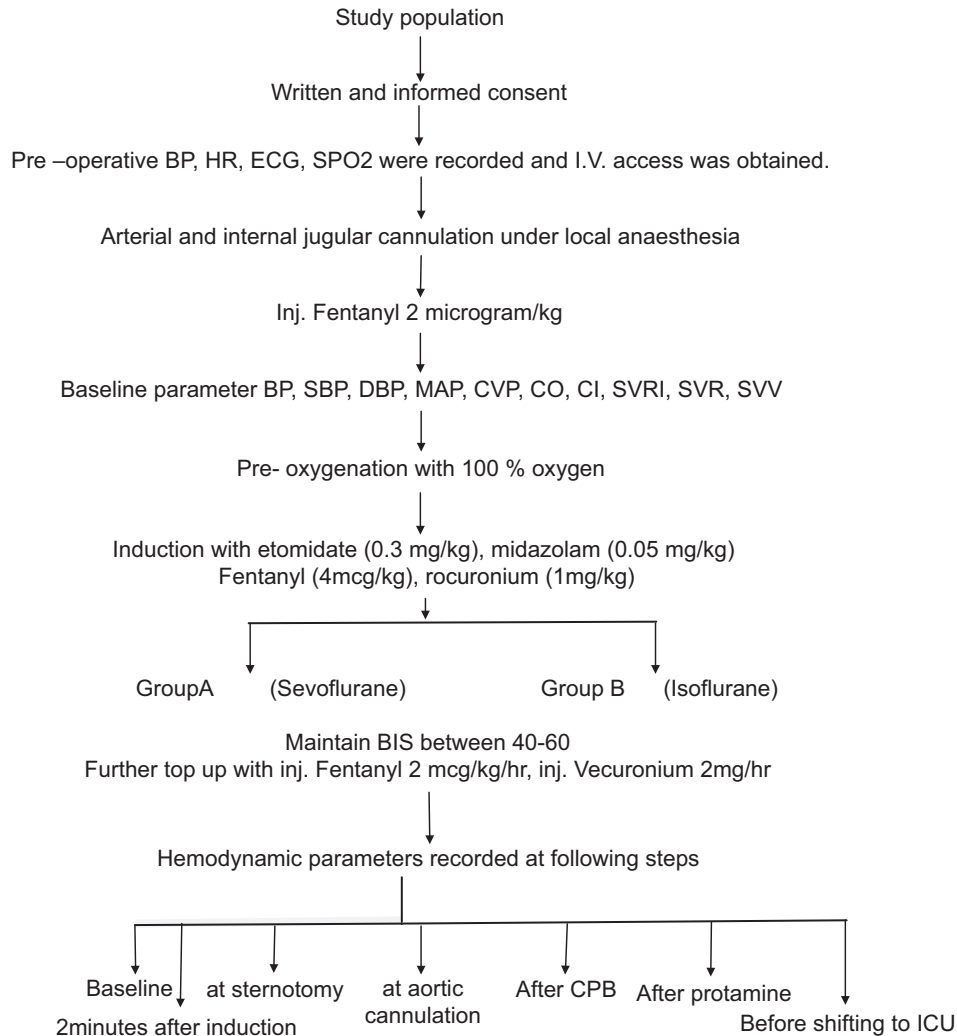 Study population
Written and informed consent
Pre –operative BP, HR, ECG, SPO2 were recorded and I.V. access was obtained.
Arterial and internal jugular cannulation under local anaesthesia
Inj. Fentanyl 2 microgram/kg
Baseline parameter BP, SBP, DBP, MAP, CVP, CO, CI, SVRI, SVR, SVV
Pre- oxygenation with 100 % oxygen
Induction with etomidate (0.3 mg/kg), midazolam (0.05 mg/kg)
Fentanyl (4mcg/kg), rocuronium (1mg/kg)
GroupA (Sevoflurane) Group B (Isoflurane)
Maintain BIS between 40-60
Further top up with inj. Fentanyl 2 mcg/kg/hr, inj. Vecuronium 2mg/hr
Hemodynamic parameters recorded at following steps
Baseline
2minutes after induction
at sternotomy
at aortic
cannulation
After CPB
After protamine
Before shifting to ICU